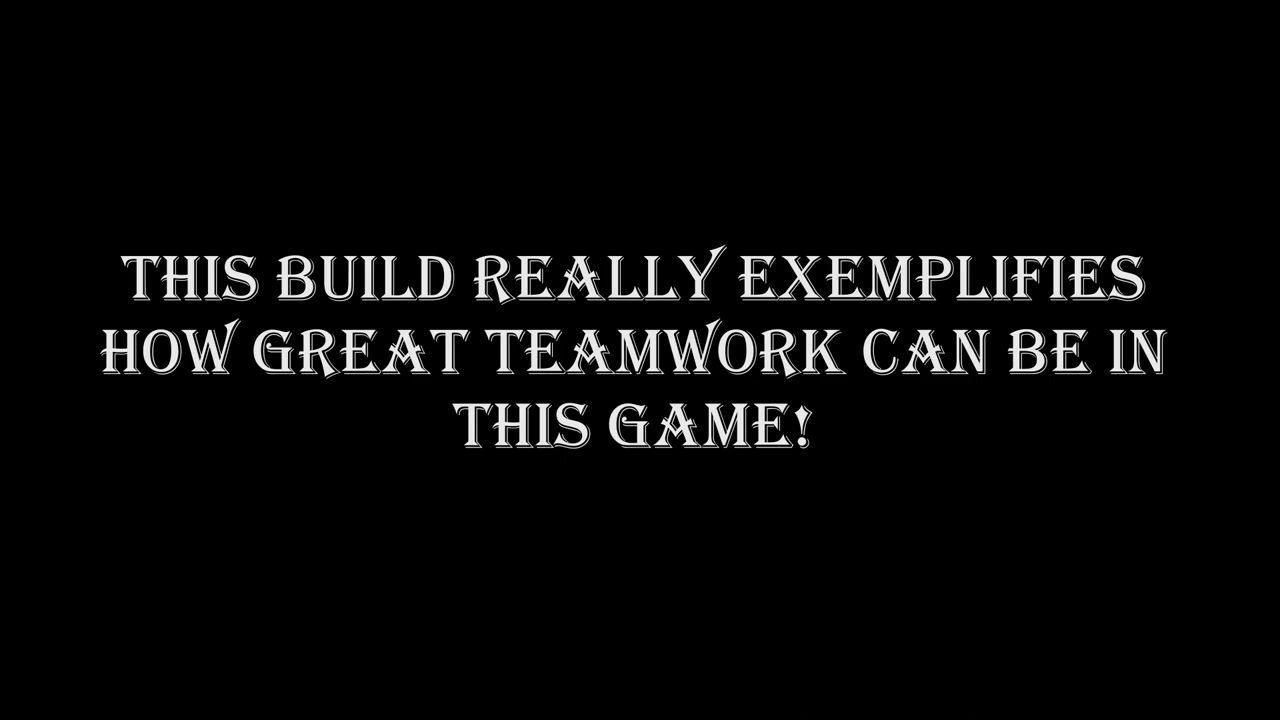 THIS BUILD REALLY EXEMPLIFIES
HOW GREAT TEAMWORK CAN BE IN
THIS GAME!